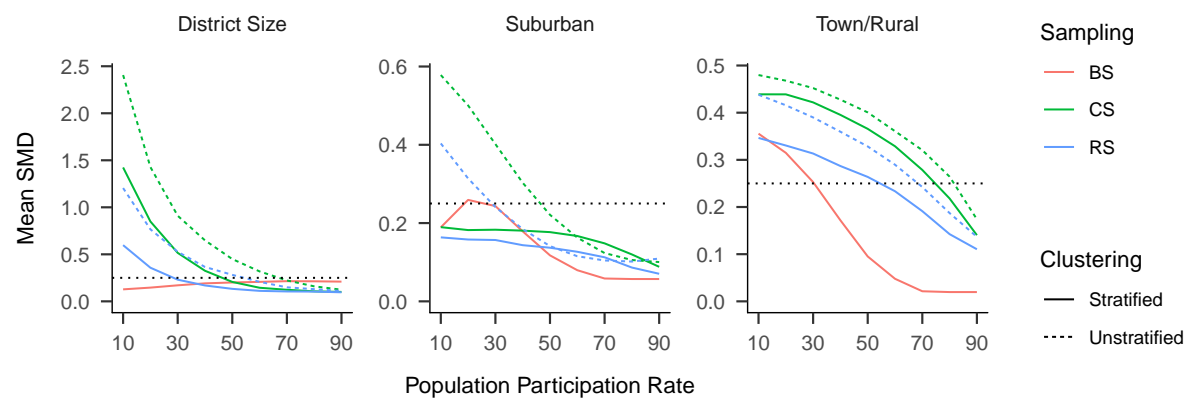 District Size
Suburban
Town/Rural
Mean SMD
2.5
2.0
1.5
1.0
0.5
0.0
10 30 50 70 90
0.6
0.4
0.2
0.0
10 30 50 70 90
0.5
0.4
0.3
0.2
0.1
0.0
10 30 50 70 90
Population Participation Rate
Sampling
BS
CS
RS
Clustering
Stratified
Unstratified